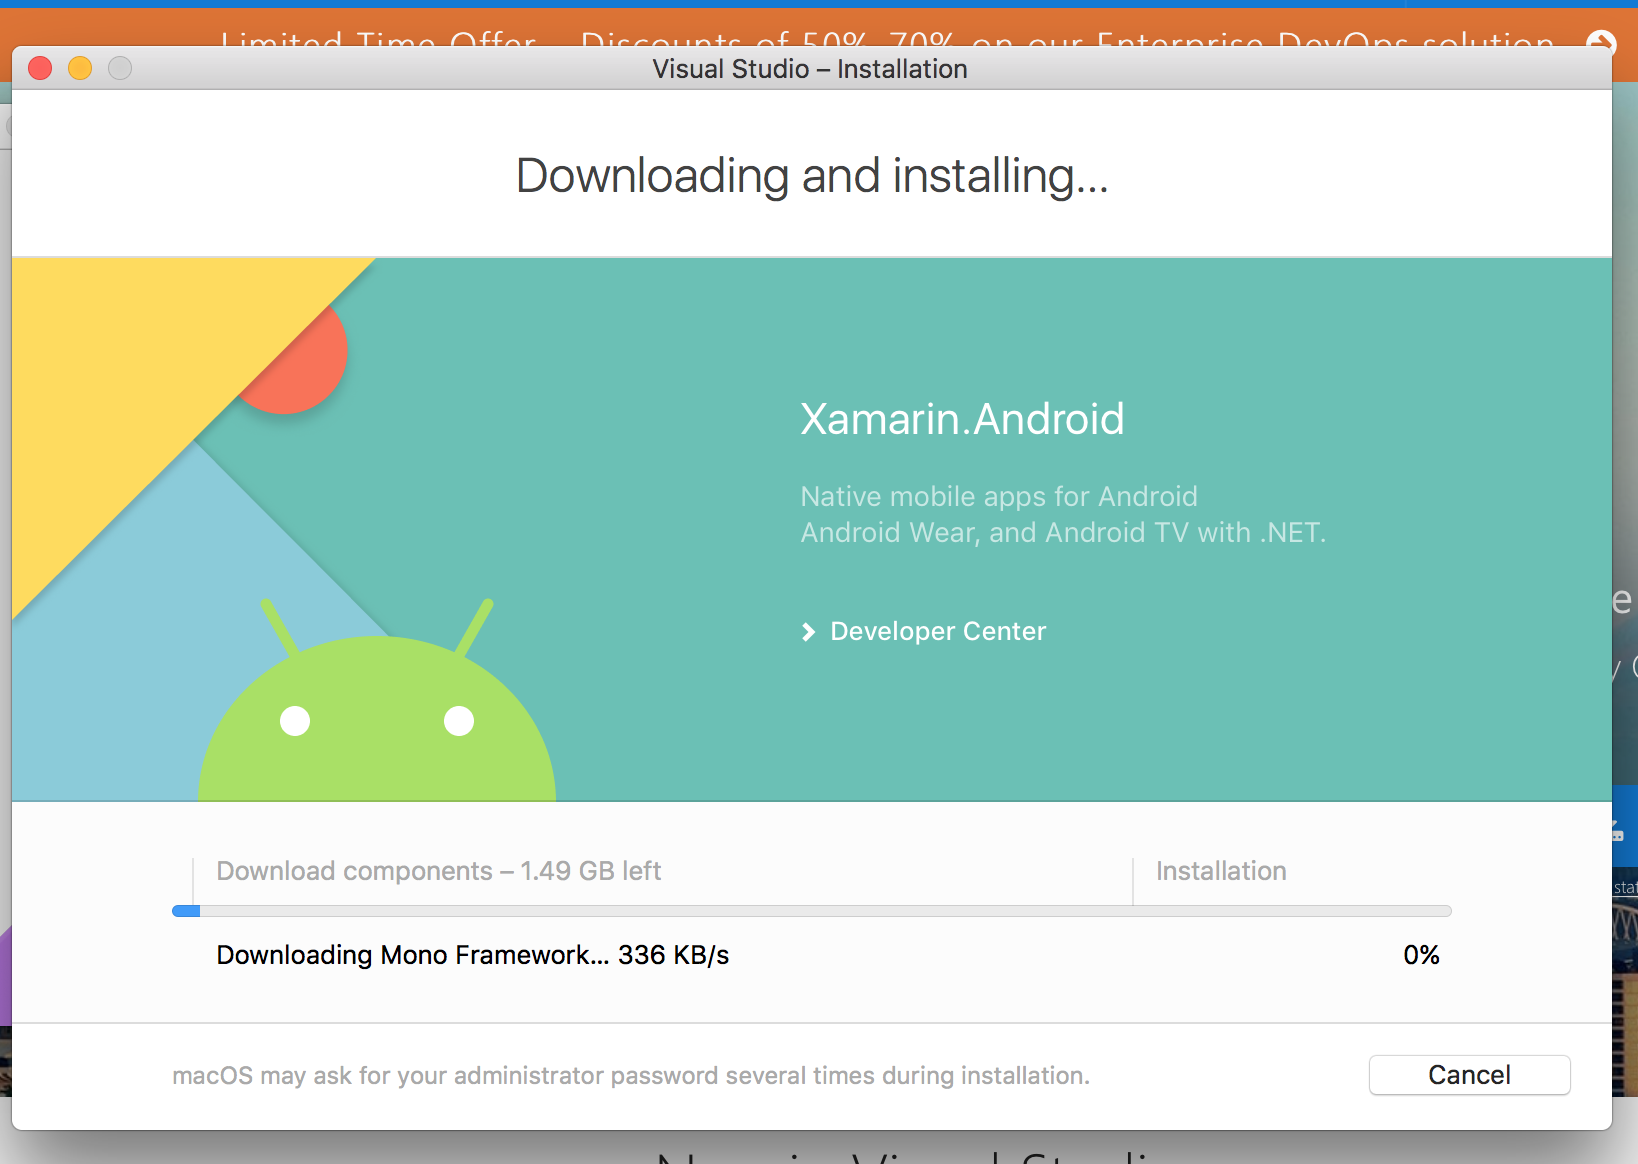 Limited Time Offer – Discounts of 50%-70% on our Enterprise DevOps solution
Visual Studio – Installation
Downloading and installing...
Xamarin.Android
Native mobile apps for Android
Android Wear, and Android TV with .NET.
Developer Center
Download components – 1.49 GB left
Installation
Downloading Mono Framework... 336 KB/s
0%
macOS may ask for your administrator password several times during installation.
Cancel